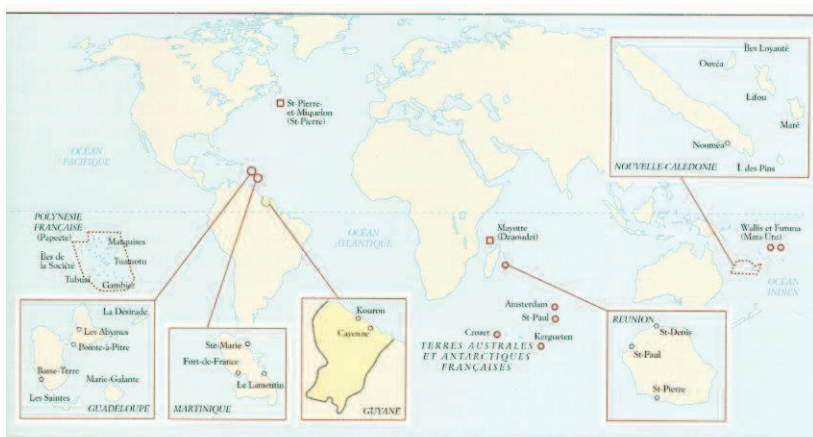 Îles Loyauté
Ouvéa
Lifou
Maré
Nouméa
NOUVELLE-CALEDONIE
I. des Pins
St-Pierre-
et-Miquelon
(St-Pierre)
OCÉAN
PACIFIQUE
POLYNESIE
FRANÇAISE
(Papeete)
Marquises
Îles de
la Société
Tuamotu
Tubuai
Gambier
OCÉAN
ATLANTIQUE
Mayotte
(Dzaoudzi)
Wallis et Futuna
(Mata Utu)
OCÉAN
INDIEN
Amsterdam
St-Paul
Crozet
Kerguelen
TERRES AUSTRALES
ET ANTARCTIQUES
FRANÇAISES
La Désirade
Les Abymes
Pointe-à-Pitre
Basse-Terre
Marie-Galante
Les Saintes
GUADELOUPE
Ste-Marie
Fort-de-France
Le Lamentin
MARTINIQUE
Kourou
Cayenne
GUYANE
REUNION
St-Denis
St-Paul
St-Pierre